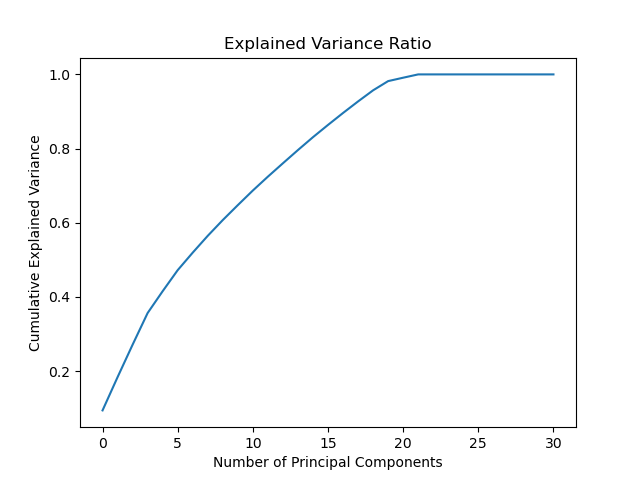 Explained Variance Ratio
1.0
0.8
0.6
0.4
0.2
Cumulative Explained Variance
0 5 10 15 20 25 30
Number of Principal Components